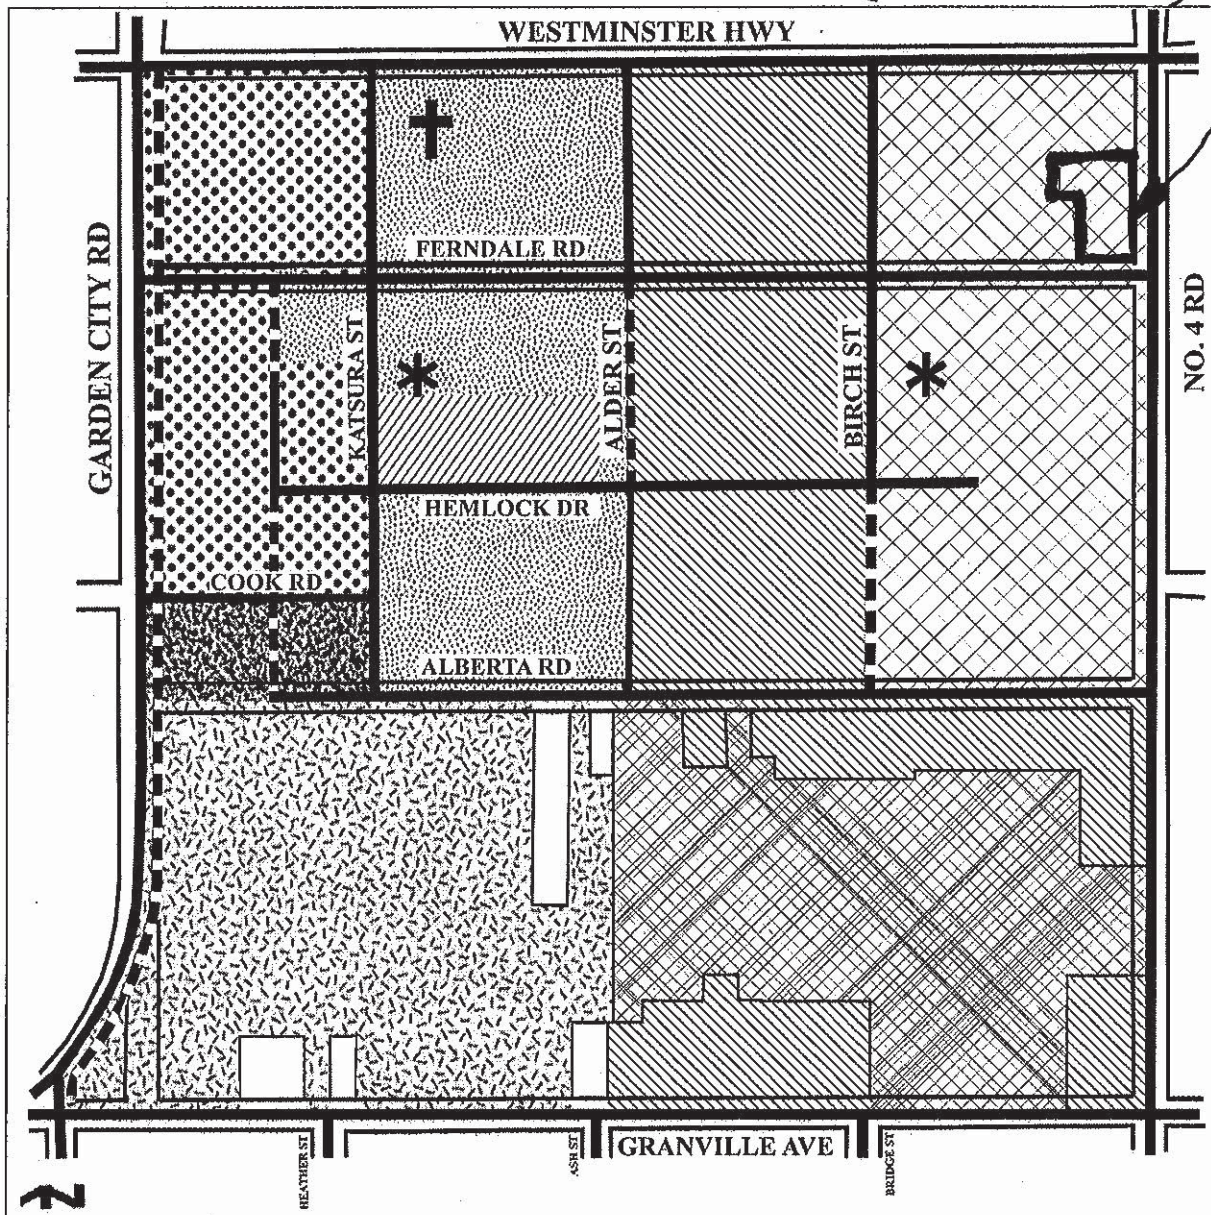 WESTMINSTER HWY
GARDEN CITY RD
FERNDALE RD
KATSURA ST
ALDER ST
BIRCH ST
NO. 4 RD
HEMLOCK DR
COOK RD
ALBERTA RD
HEATHER ST
ASH ST
GRANVILLE AVE
BRIDGE ST
Z